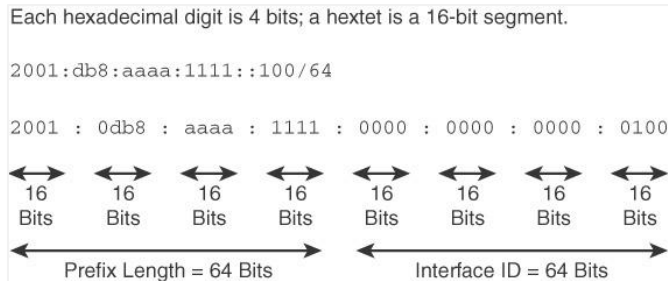 Each hexadecimal digit is 4 bits; a hextet is a 16-bit segment.
2001:db8:aaaa:1111::100/64
2001 : 0db8 : aaaa : 1111 : 0000 : 0000 : 0000 : 0100
16 16 16 16 16 16 16 16
Bits Bits Bits Bits Bits Bits Bits Bits
Prefix Length = 64 Bits Interface ID = 64 Bits